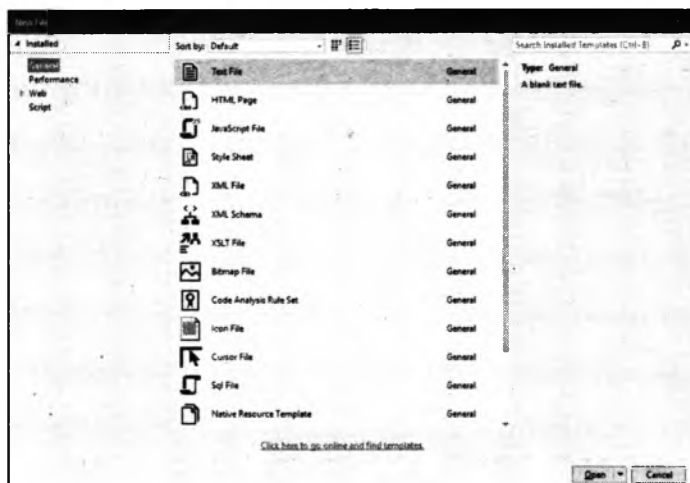 New File
Installed
General
Performance
Web
Script
Sort by: Default
Text File General
HTML Page General
JavaScript File General
Style Sheet General
XML File General
XML Schema General
XSLT File General
Bitmap File General
Code Analysis Rule Set General
Icon File General
Cursor File General
Sql File General
Native Resource Template General
Click here to go online and find templates.
Search Installed Templates (Ctrl-E)
Type: General
A blank text file.
Open Cancel